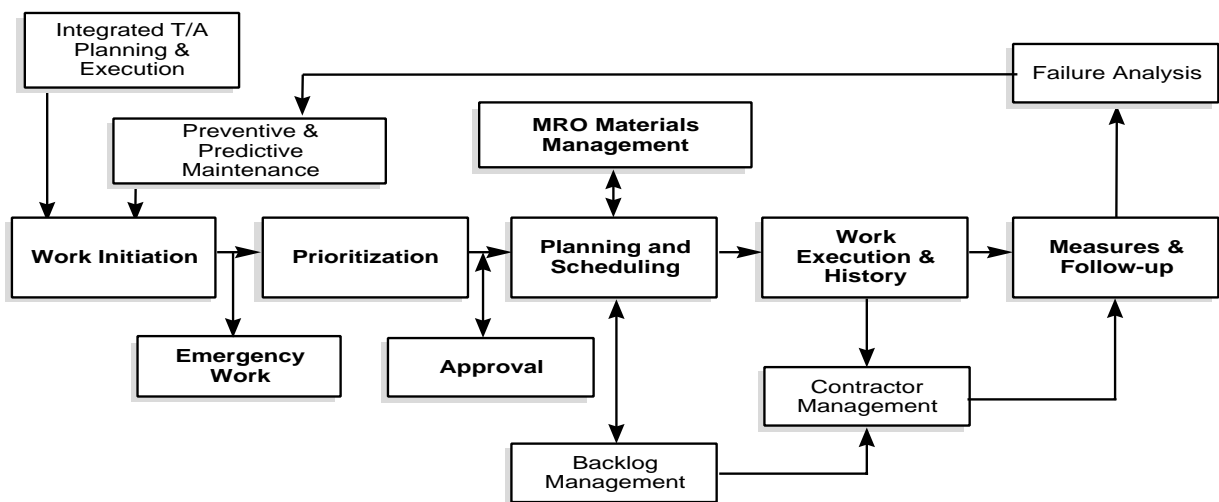 Integrated T/A
Planning &
Execution
Failure Analysis
Preventive &
Predictive
Maintenance
MRO Materials
Management
Work Initiation
Prioritization
Planning and
Scheduling
Work
Execution &
History
Measures &
Follow-up
Emergency
Work
Approval
Contractor
Management
Backlog
Management